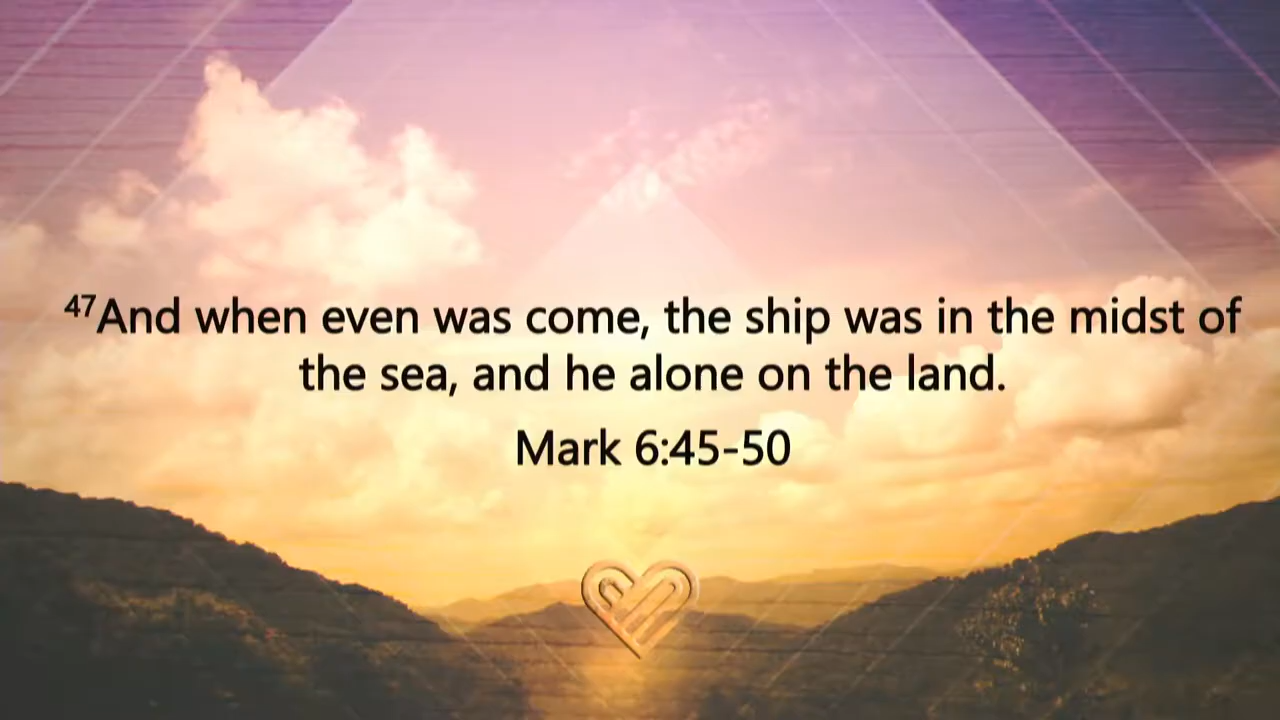 47And when even was come, the ship was in the midst of
the sea, and he alone on the land.
Mark 6:45-50